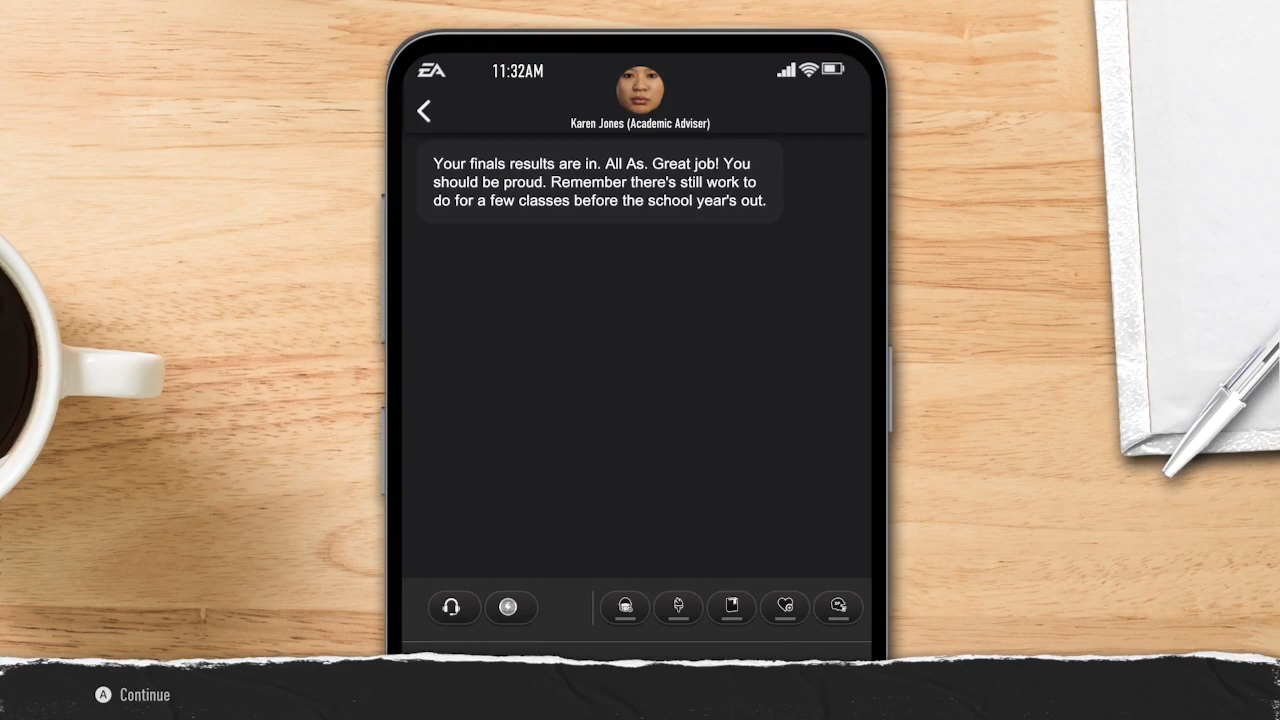 EA
11:32AM
Karen Jones (Academic Adviser)
Your finals results are in. All As. Great job! You
should be proud. Remember there's still work to
do for a few classes before the school year's out.
A Continue